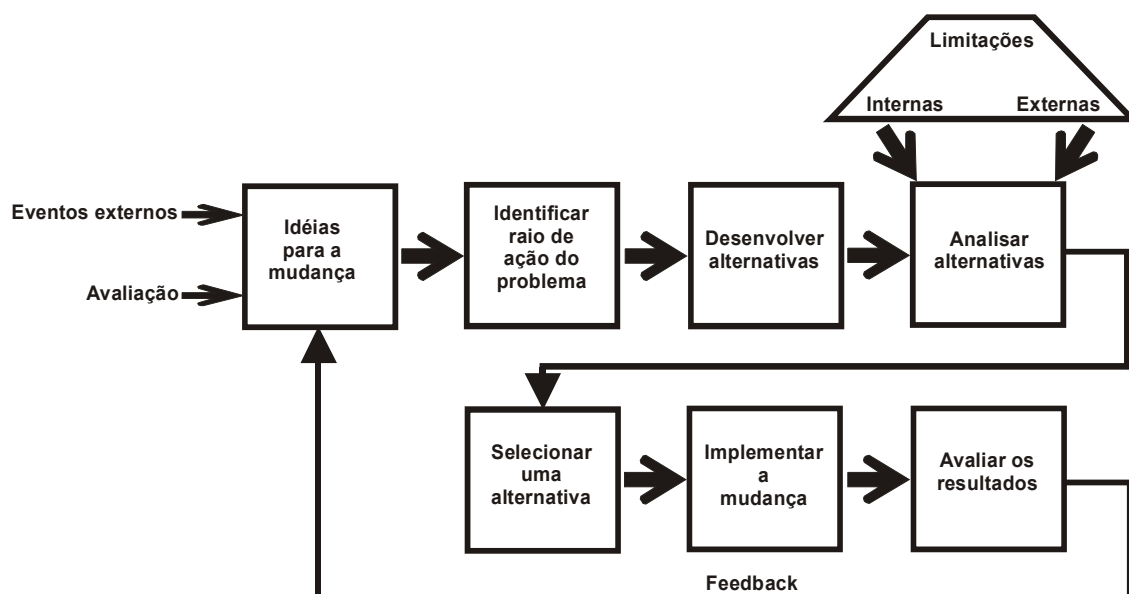 Limitações
Internas Externas
Eventos externos
Avaliação
Idéias
para a
mudança
Identificar
raio de
ação do
problema
Desenvolver
alternativas
Analisar
alternativas
Selecionar
uma
alternativa
Implementar
a
mudança
Avaliar os
resultados
Feedback